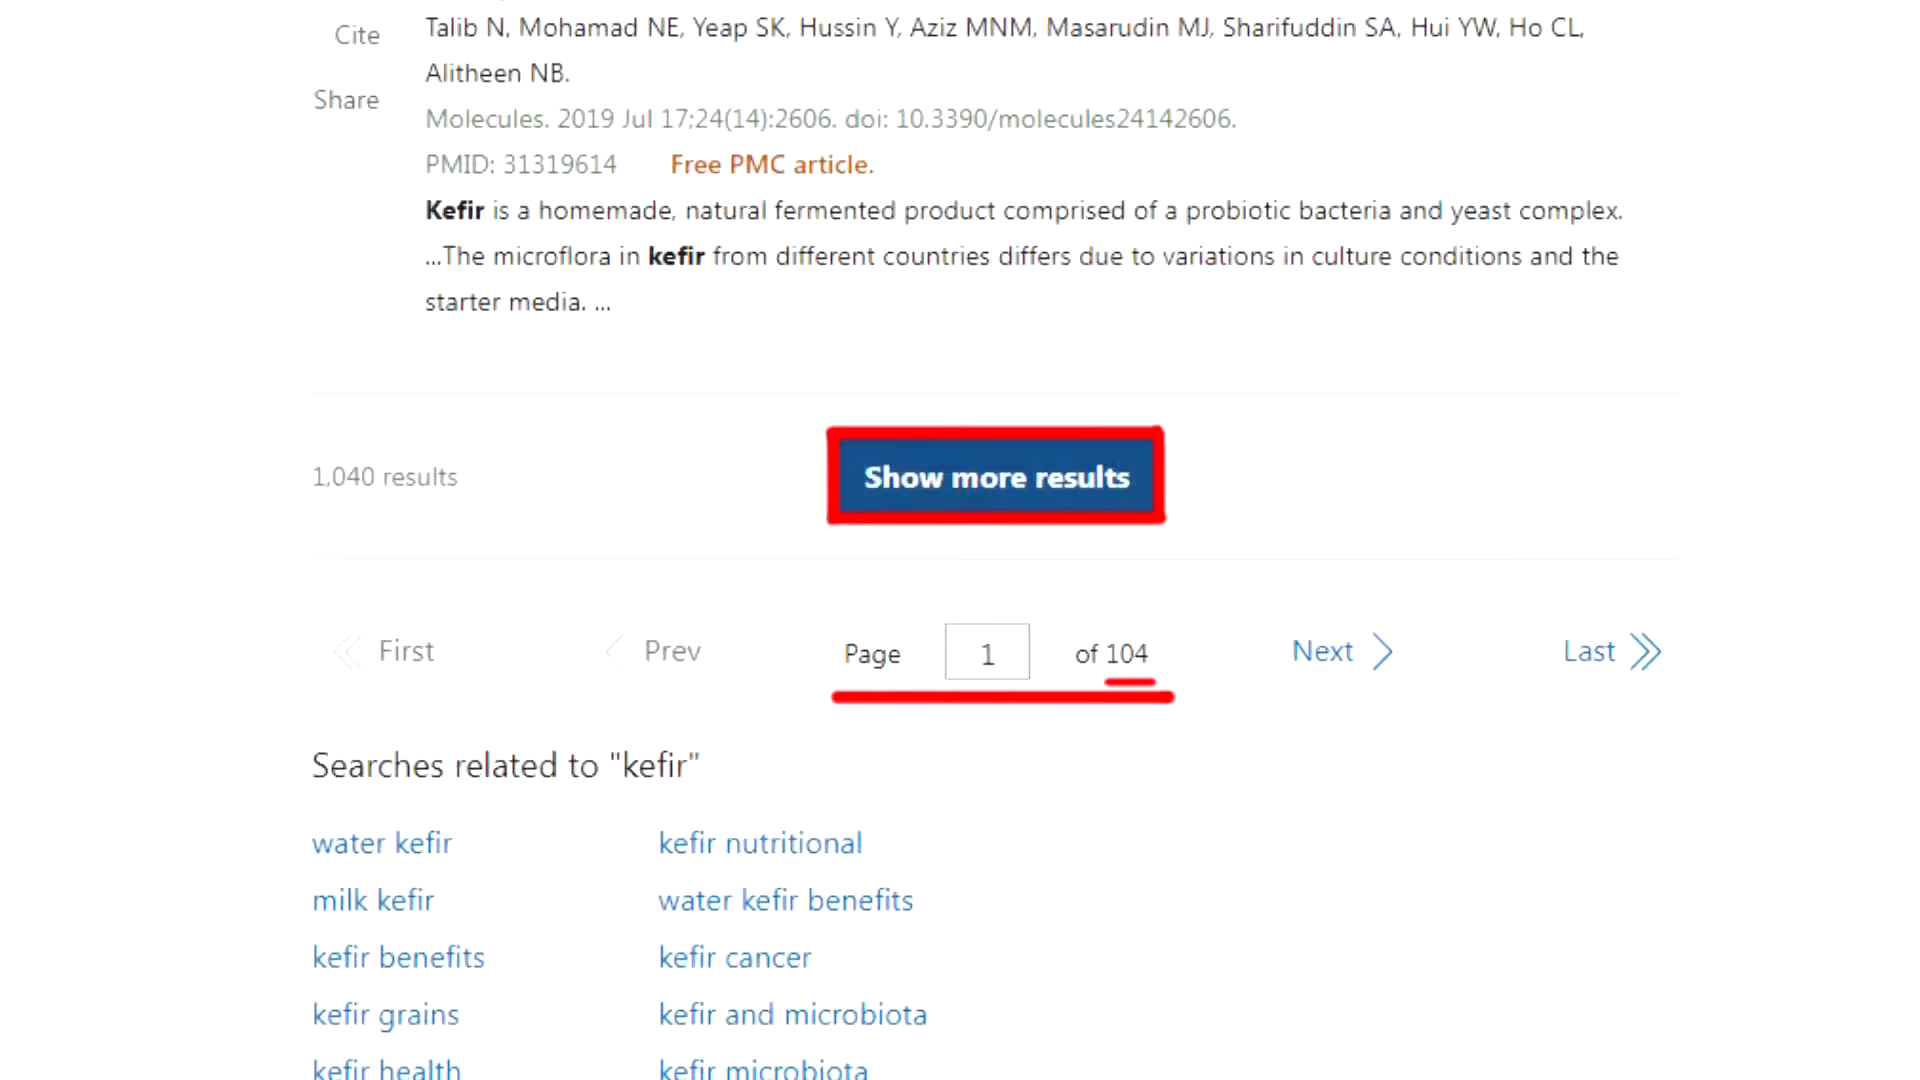 Cite
Talib N, Mohamad NE, Yeap SK, Hussin Y, Aziz MNM, Masarudin MJ, Sharifuddin SA, Hui YW, Ho CL,
Alitheen NB.
Share
Molecules. 2019 Jul 17;24(14):2606. doi: 10.3390/molecules24142606.
PMID: 31319614 Free PMC article.
Kefir is a homemade, natural fermented product comprised of a probiotic bacteria and yeast complex.
...The microflora in kefir from different countries differs due to variations in culture conditions and the
starter media. ...
1,040 results
Show more results
First Prev Page 1 of 104 Next Last
Searches related to "kefir"
water kefir kefir nutritional
milk kefir water kefir benefits
kefir benefits kefir cancer
kefir grains kefir and microbiota
kefir health kefir microbiota